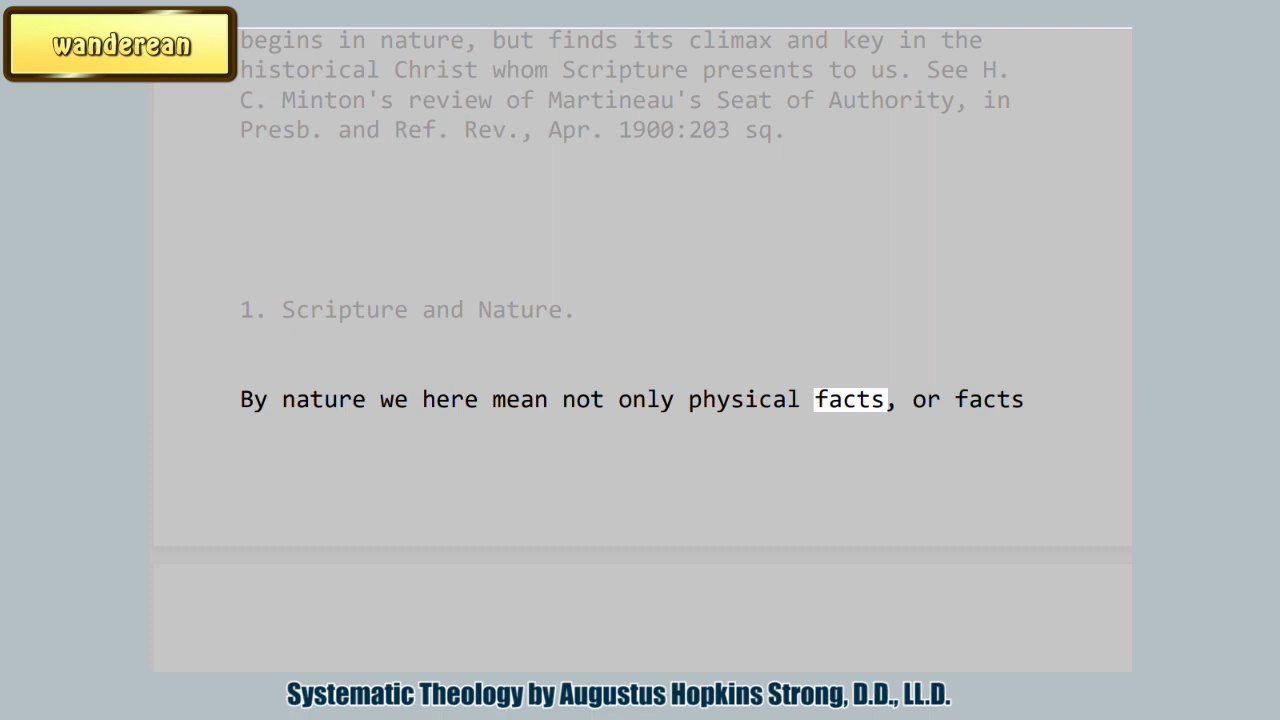 wanderean
begins in nature, but finds its climax and key in the
historical Christ whom Scripture presents to us. See H.
C. Minton's review of Martineau's Seat of Authority, in
Presb. and Ref. Rev., Apr. 1900:203 sq.
1. Scripture and Nature.
By nature we here mean not only physical facts, or facts
Systematic Theology by Augustus Hopkins Strong, D.D., LL.D.